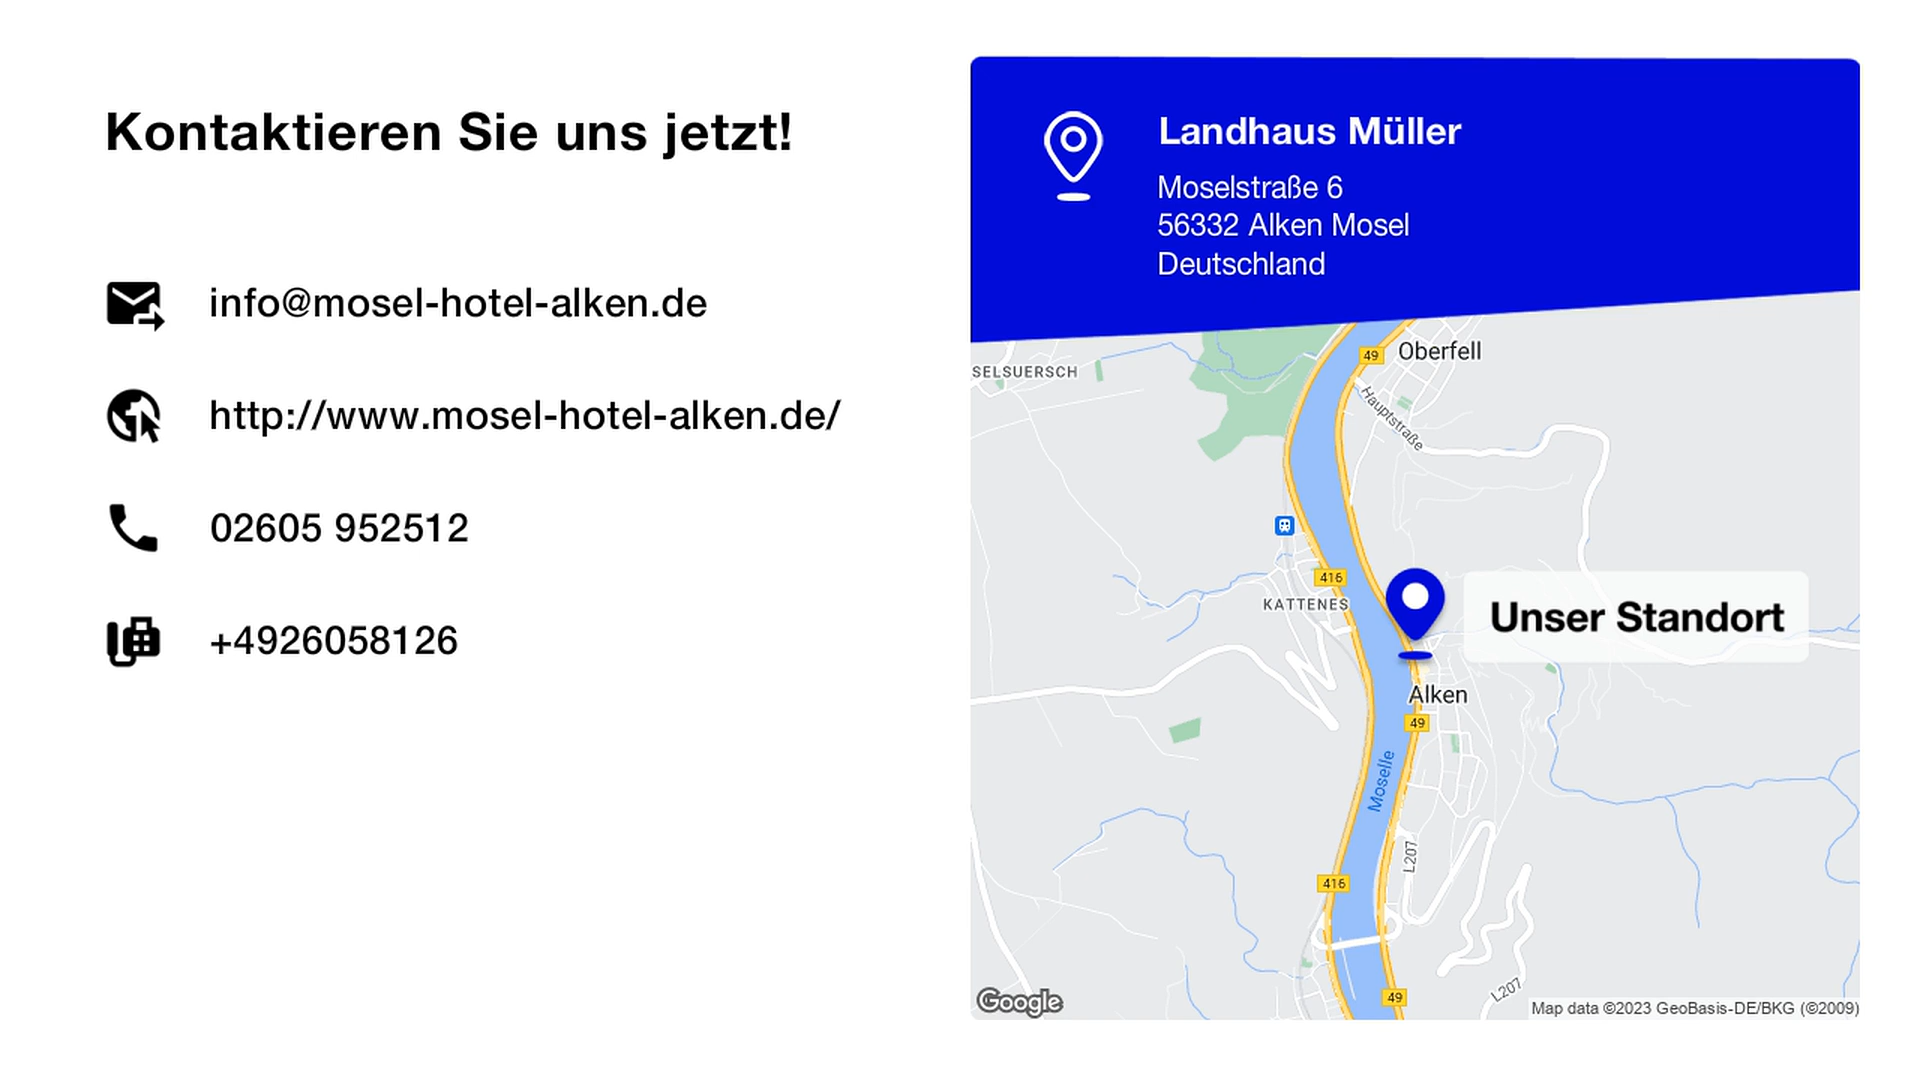 Kontaktieren Sie uns jetzt!
info@mosel-hotel-alken.de
http://www.mosel-hotel-alken.de/
02605 952512
+4926058126
Landhaus Müller
Moselstraße 6
56332 Alken Mosel
Deutschland
49
Oberfell
SELSUERSCH
Hauptstraße
416
KATTENES
Unser Standort
Alken
49
Moselle
L207
416
L207
49
Google
Map data ©2023 GeoBasis-DE/BKG (©2009)